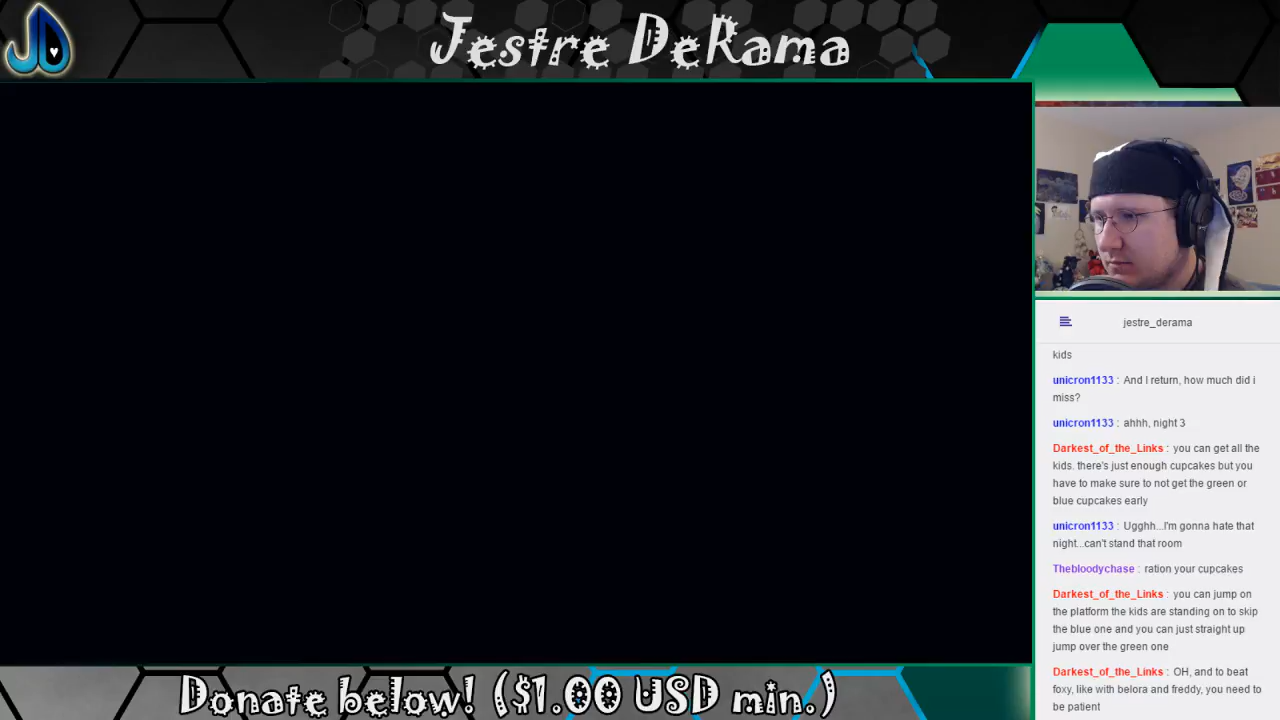 JD
Jestre DeRama
jestre_derama
kids
unicron1133 : And I return, how much did i
miss?
unicron1133 : ahhh, night 3
Darkest_of_the_Links : you can get all the
kids. there's just enough cupcakes but you
have to make sure to not get the green or
blue cupcakes early
unicron1133 : Ugghh...I'm gonna hate that
night...can't stand that room
Thebloodychase : ration your cupcakes
Darkest_of_the_Links : you can jump on
the platform the kids are standing on to skip
the blue one and you can just straight up
jump over the green one
Darkest_of_the_Links : OH, and to beat
foxy, like with belora and freddy, you need to
be patient
Donate below! ($1.00 USD min.)